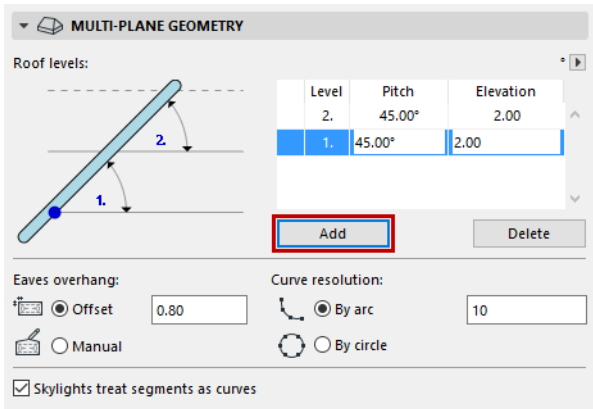 MULTI-PLANE GEOMETRY
Roof levels:
°
Level Pitch Elevation
2. 45.00° 2.00
1. 45.00° 2.00
2.
1.
Add Delete
Eaves overhang: Curve resolution:
Offset 0.80 By arc 10
Manual By circle
Skylights treat segments as curves